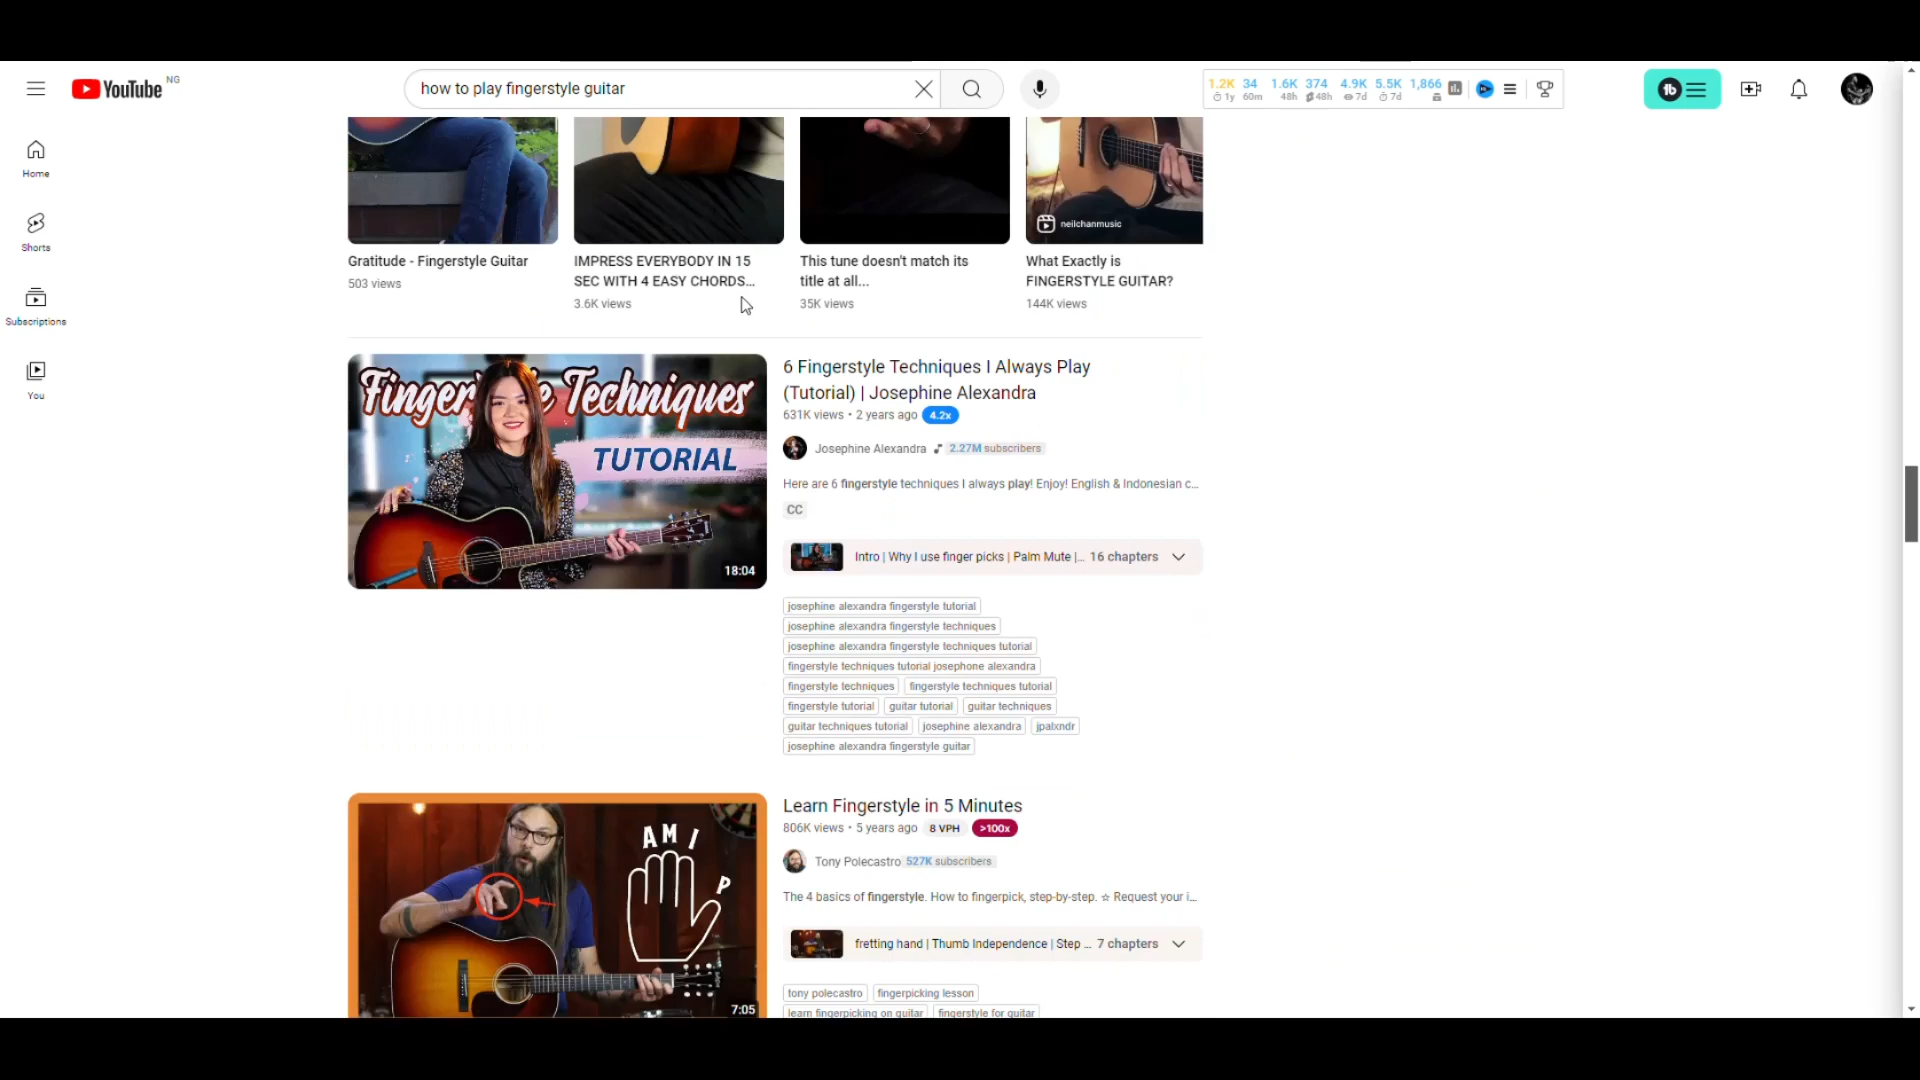 YouTube NG
how to play fingerstyle guitar
1.2K 34 1.6K 374 4.9K 5.5K 1,866
1y 60m 48h 48h 7d 7d
Home
Shorts
Subscriptions
You
neilchanmusic
Gratitude - Fingerstyle Guitar
503 views
IMPRESS EVERYBODY IN 15
SEC WITH 4 EASY CHORDS...
3.6K views
This tune doesn't match its
title at all...
35K views
What Exactly is
FINGERSTYLE GUITAR?
144K views
Techniques
TUTORIAL
18:04
6 Fingerstyle Techniques I Always Play
(Tutorial) | Josephine Alexandra
631K views • 2 years ago 4.2x
Josephine Alexandra 2.27M subscribers
Here are 6 fingerstyle techniques I always play! Enjoy! English & Indonesian c...
CC
Intro | Why I use finger picks | Palm Mute |... 16 chapters
josephine alexandra fingerstyle tutorial
josephine alexandra fingerstyle techniques
josephine alexandra fingerstyle techniques tutorial
fingerstyle techniques tutorial josephone alexandra
fingerstyle techniques fingerstyle techniques tutorial
fingerstyle tutorial guitar tutorial guitar techniques
guitar techniques tutorial josephine alexandra jpalxndr
josephine alexandra fingerstyle guitar
A M I
P
7:05
Learn Fingerstyle in 5 Minutes
806K views • 5 years ago 8 VPH >100x
Tony Polecastro 527K subscribers
The 4 basics of fingerstyle. How to fingerpick, step-by-step. ☆ Request your i...
fretting hand | Thumb Independence | Step ... 7 chapters
tony polecastro fingerpicking lesson
learn fingerpicking on guitar fingerstyle for guitar